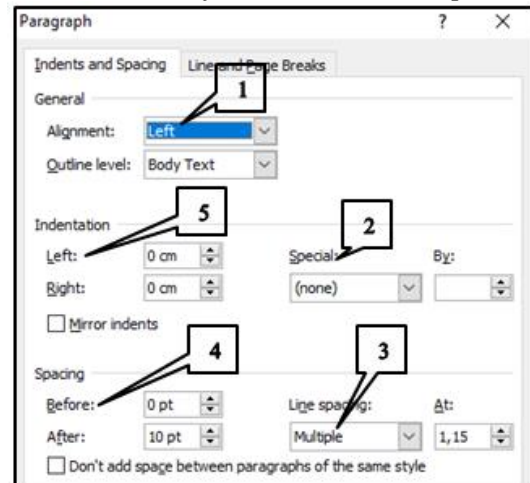 Paragraph ? ×
Indents and Spacing Line and Page Breaks
General 1
Alignment: Left
Outline level: Body Text
Indentation 5 2
Left: 0 cm Special: By:
Right: 0 cm (none)
Mirror indents
4 3
Spacing
Before: 0 pt Line spacing: At:
After: 10 pt Multiple 1,15
Don't add space between paragraphs of the same style